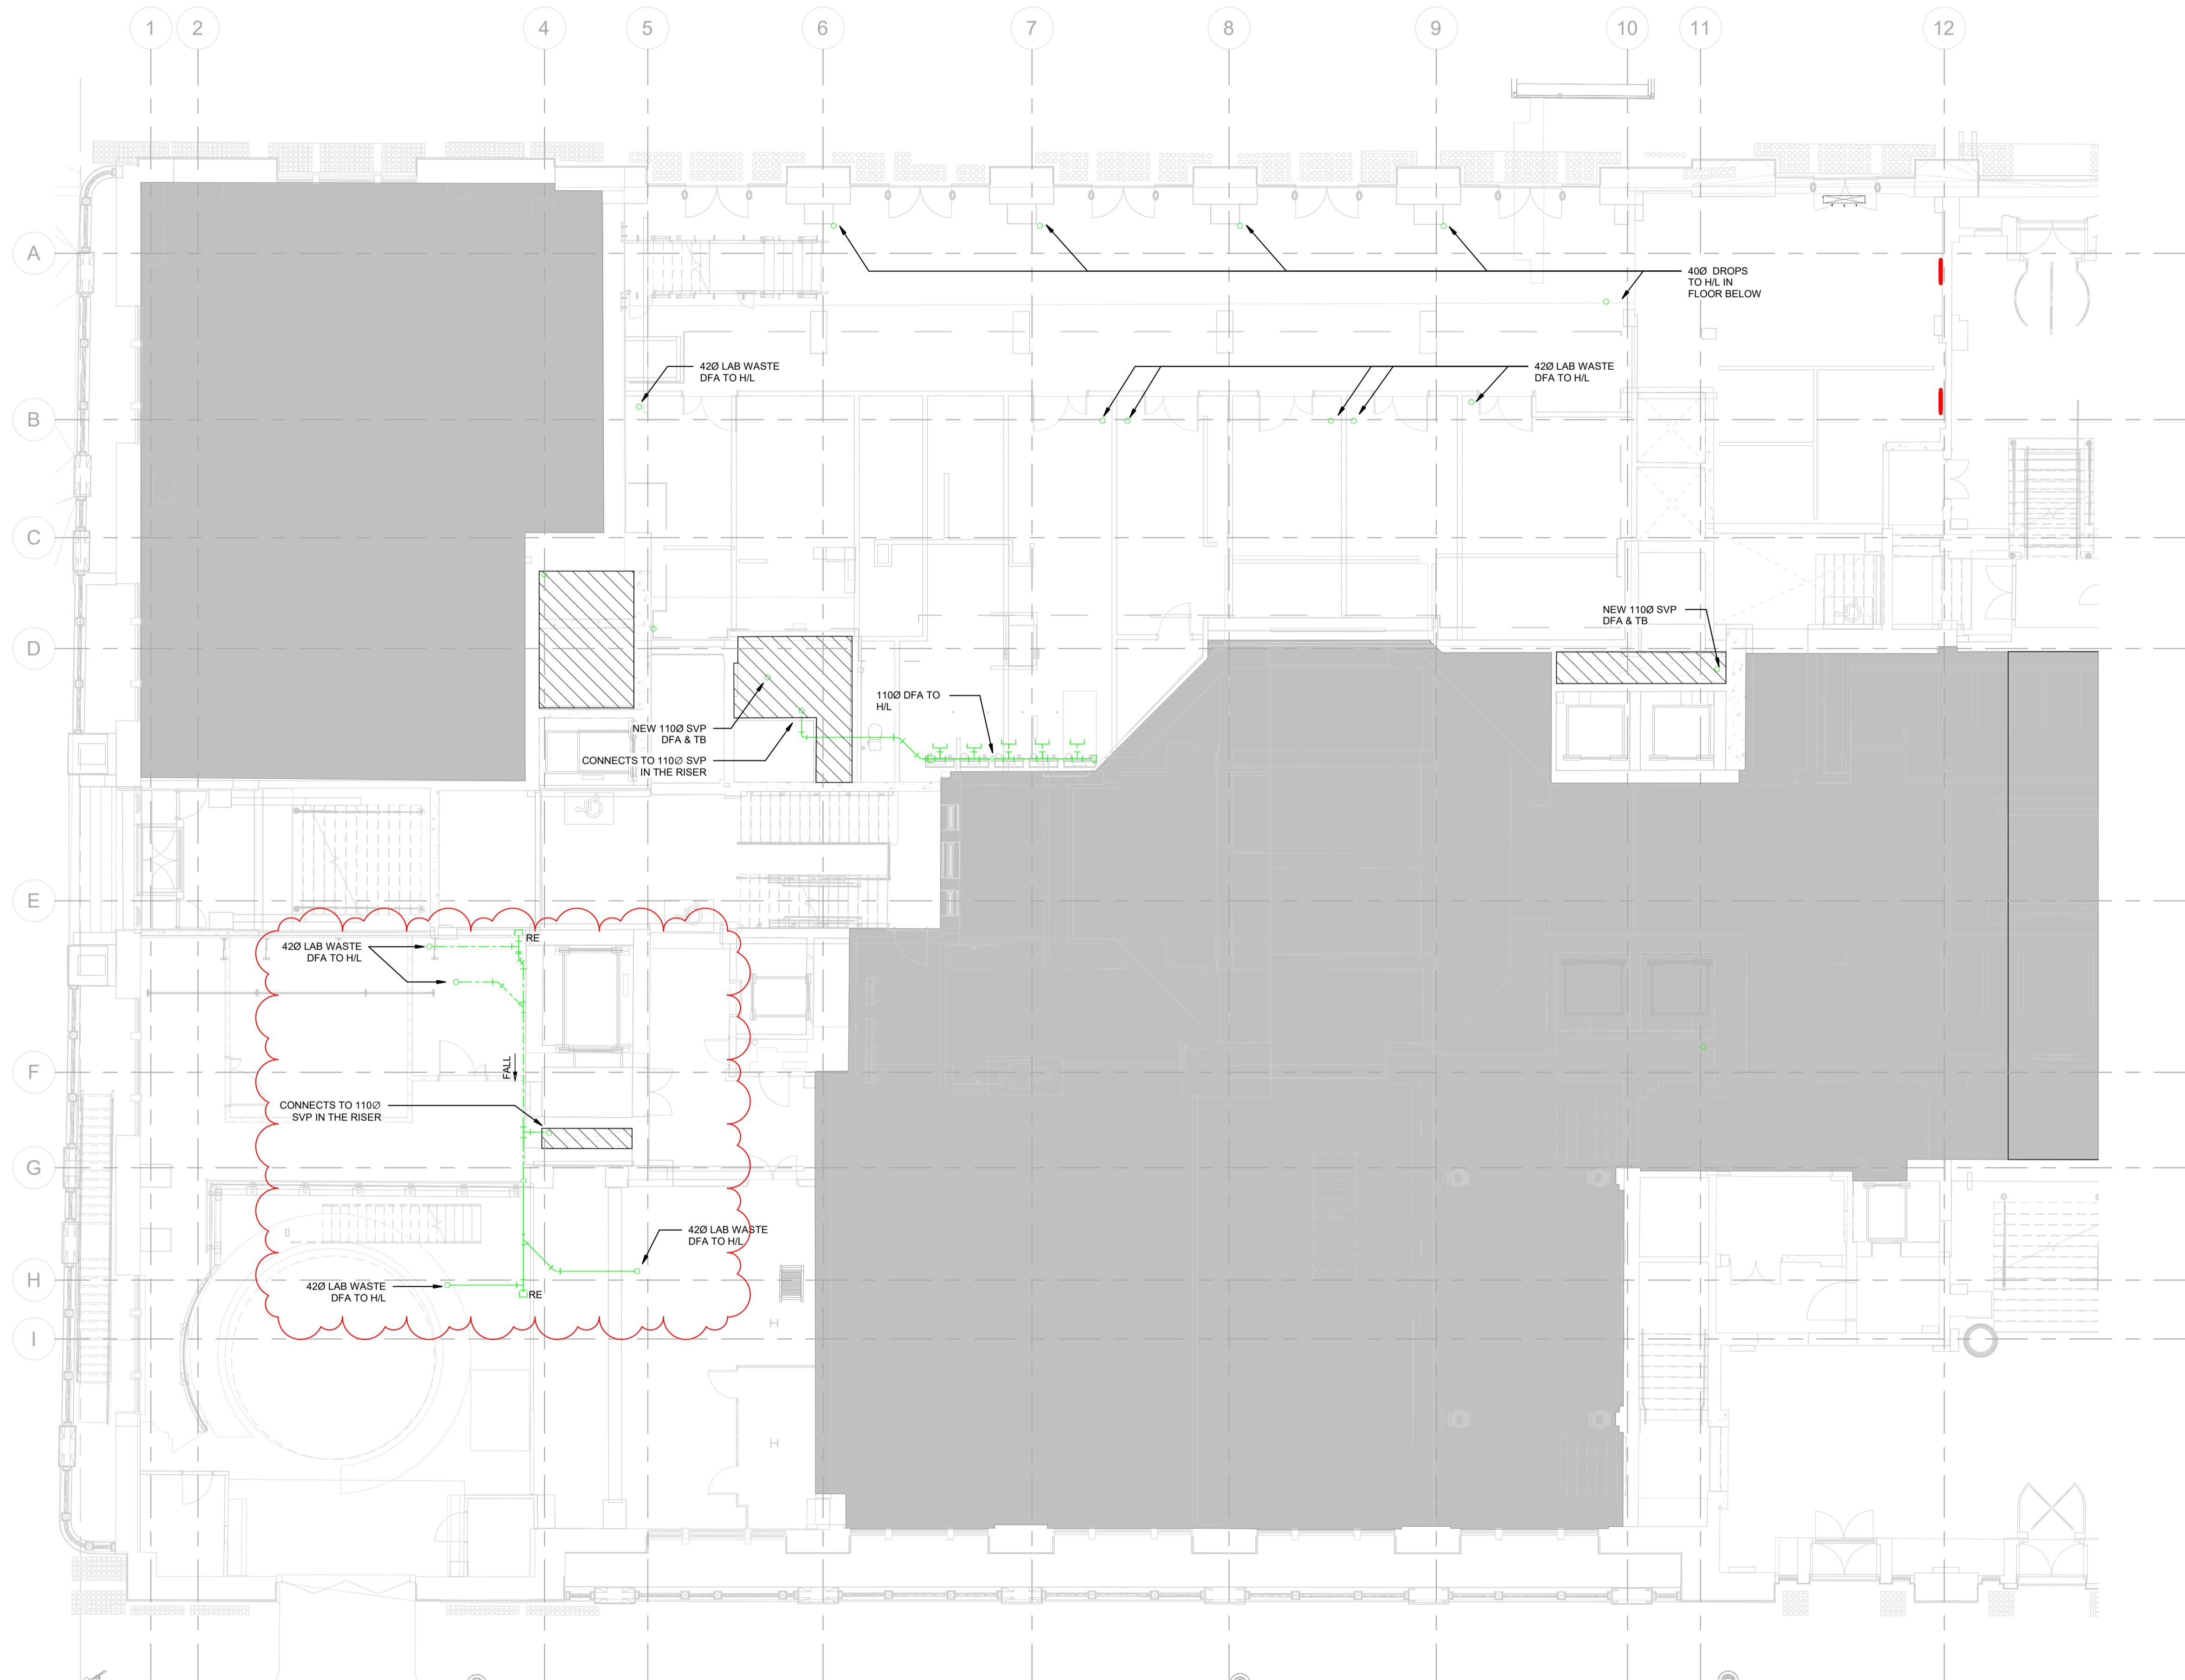 1 2 4 5 6 7 8 9 10 11 12
A
40Ø DROPS
TO H/L IN
FLOOR BELOW
42Ø LAB WASTE
DFA TO H/L
42Ø LAB WASTE
DFA TO H/L
B
C
NEW 110Ø SVP
DFA & TB
D
110Ø DFA TO
H/L
NEW 110Ø SVP
DFA & TB
CONNECTS TO 110Ø SVP
IN THE RISER
E
RE
42Ø LAB WASTE
DFA TO H/L
FALL
F
CONNECTS TO 110Ø
SVP IN THE RISER
G
42Ø LAB WASTE
DFA TO H/L
H
42Ø LAB WASTE
DFA TO H/L
RE
I